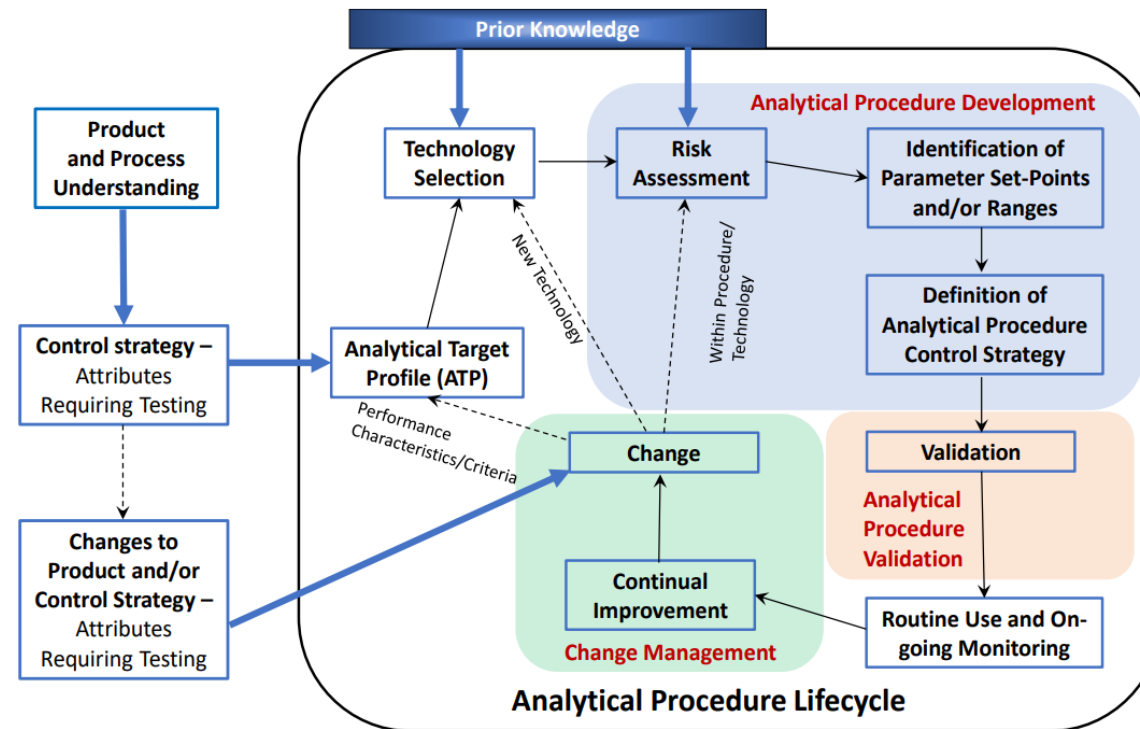 Prior Knowledge
Analytical Procedure Development
Product
and Process
Understanding
Technology
Selection
Risk
Assessment
Identification of
Parameter Set-Points
and/or Ranges
New Technology
Within Procedure/
Technology
Control strategy –
Attributes
Requiring Testing
Analytical Target
Profile (ATP)
Definition of
Analytical Procedure
Control Strategy
Performance
Characteristics/Criteria
Change
Validation
Analytical
Procedure
Validation
Changes to
Product and/or
Control Strategy –
Attributes
Requiring Testing
Continual
Improvement
Change Management
Routine Use and On-
going Monitoring
Analytical Procedure Lifecycle